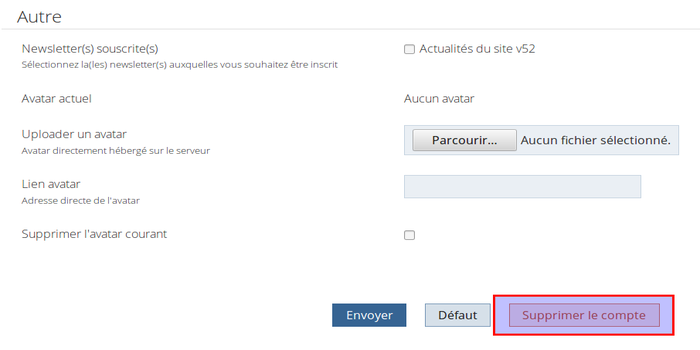 Autre
Newsletter(s) souscrite(s)
Actualités du site v52
Sélectionnez la(les) newsletter(s) auxquelles vous souhaitez être inscrit
Avatar actuel
Aucun avatar
Uploader un avatar
Avatar directement hébergé sur le serveur
Parcourir... Aucun fichier sélectionné.
Lien avatar
Adresse directe de l'avatar
Supprimer l'avatar courant
Envoyer
Défaut
Supprimer le compte